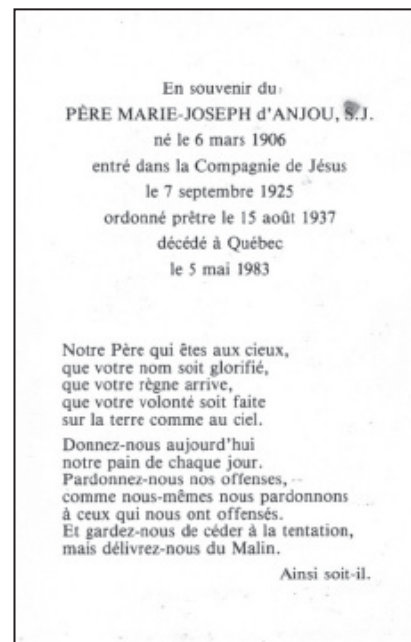 En souvenir du
PÈRE MARIE-JOSEPH d'ANJOU, S.J.
né le 6 mars 1906
entré dans la Compagnie de Jésus
le 7 septembre 1925
ordonné prêtre le 15 août 1937
décédé à Québec
le 5 mai 1983
Notre Père qui êtes aux cieux,
que votre nom soit glorifié,
que votre règne arrive,
que votre volonté soit faite
sur la terre comme au ciel.
Donnez-nous aujourd'hui
notre pain de chaque jour.
Pardonnez-nous nos offenses,
comme nous-mêmes nous pardonnons
à ceux qui nous ont offensés.
Et gardez-nous de céder à la tentation,
mais délivrez-nous du Malin.
Ainsi soit-il.